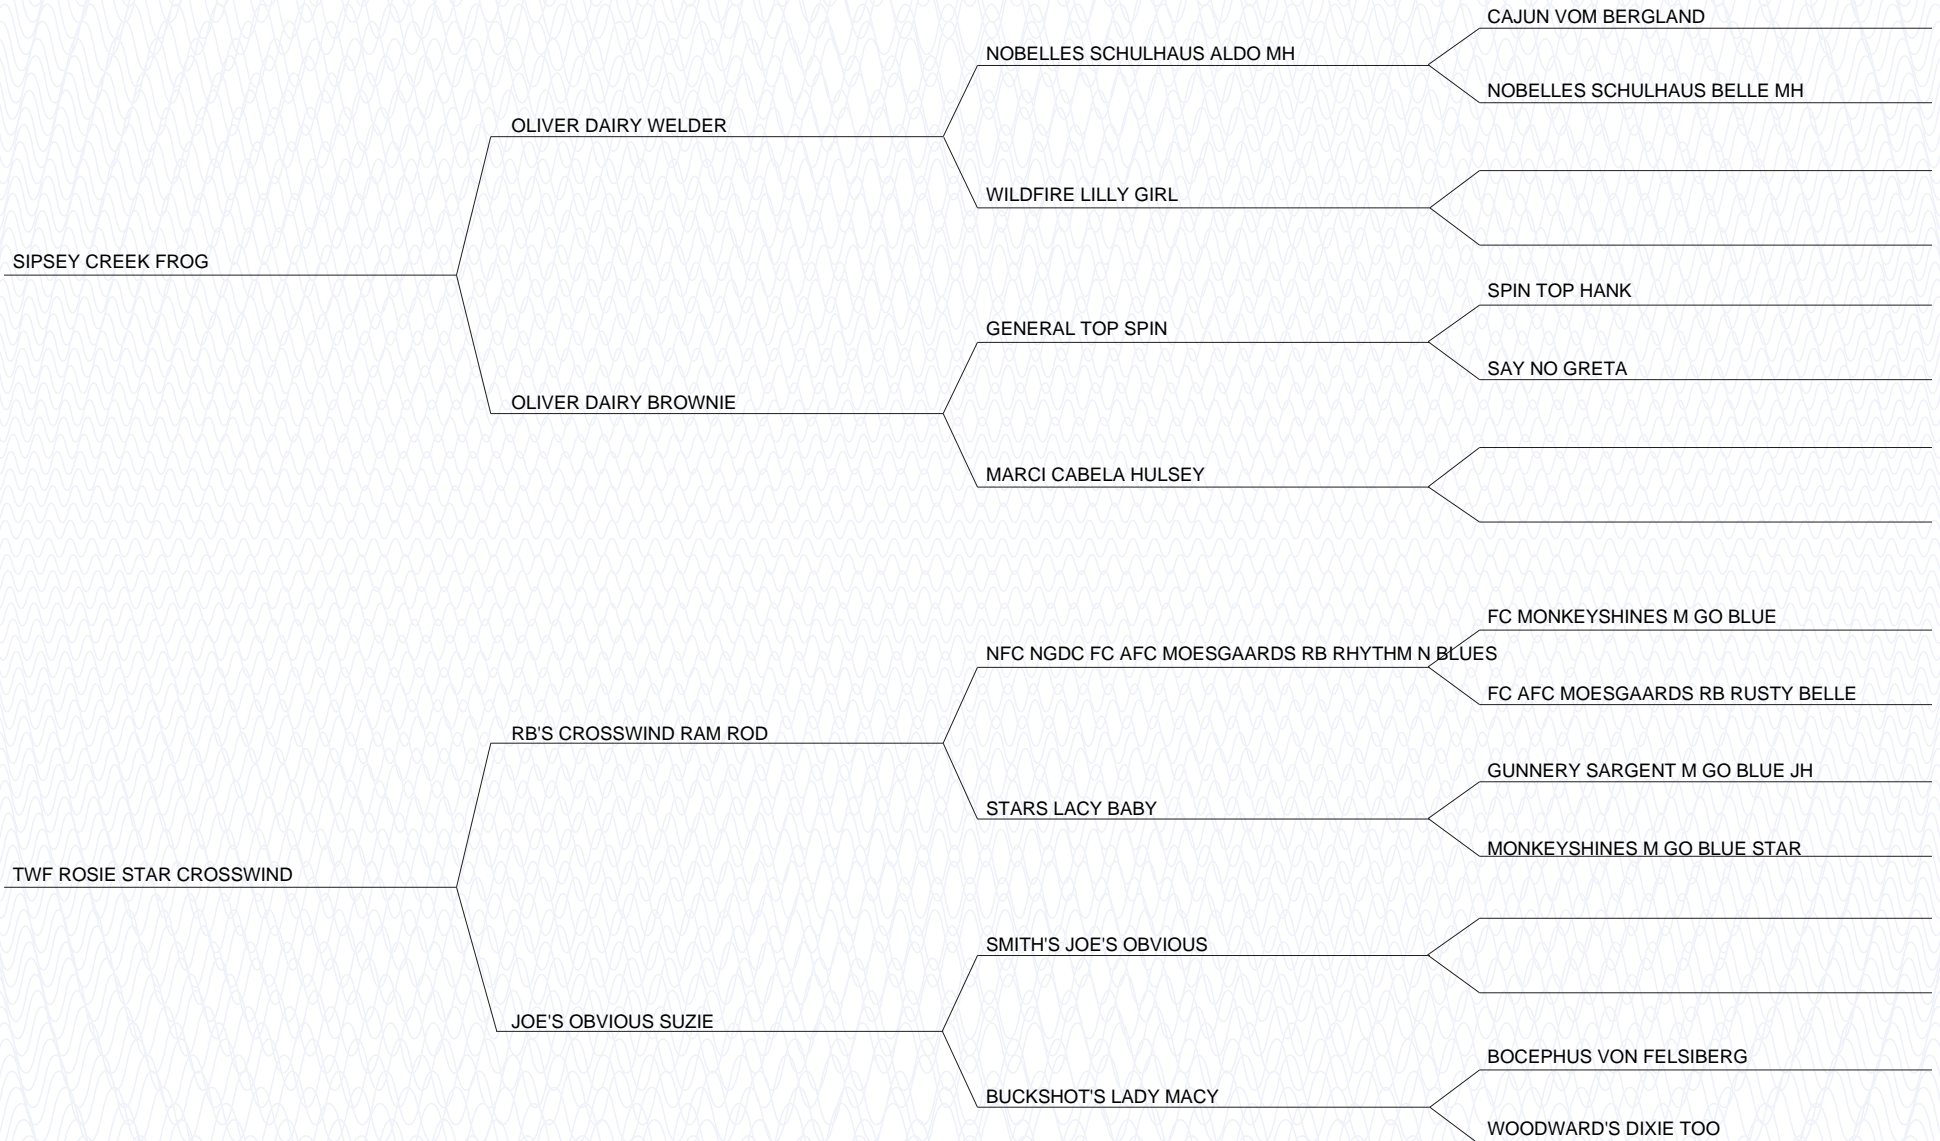 CAJUN VOM BERGLAND
NOBELLES SCHULHAUS ALDO MH
NOBELLES SCHULHAUS BELLE MH
OLIVER DAIRY WELDER
WILDFIRE LILLY GIRL
SIPSEY CREEK FROG
SPIN TOP HANK
GENERAL TOP SPIN
SAY NO GRETA
OLIVER DAIRY BROWNIE
MARCI CABELA HULSEY
FC MONKEYSHINES M GO BLUE
NFC NGDC FC AFC MOESGAARDS RB RHYTHM N BLUES
FC AFC MOESGAARDS RB RUSTY BELLE
RB'S CROSSWIND RAM ROD
GUNNERY SARGENT M GO BLUE JH
STARS LACY BABY
MONKEYSHINES M GO BLUE STAR
TWF ROSIE STAR CROSSWIND
SMITH'S JOE'S OBVIOUS
JOE'S OBVIOUS SUZIE
BOCEPHUS VON FELSIBERG
BUCKSHOT'S LADY MACY
WOODWARD'S DIXIE TOO